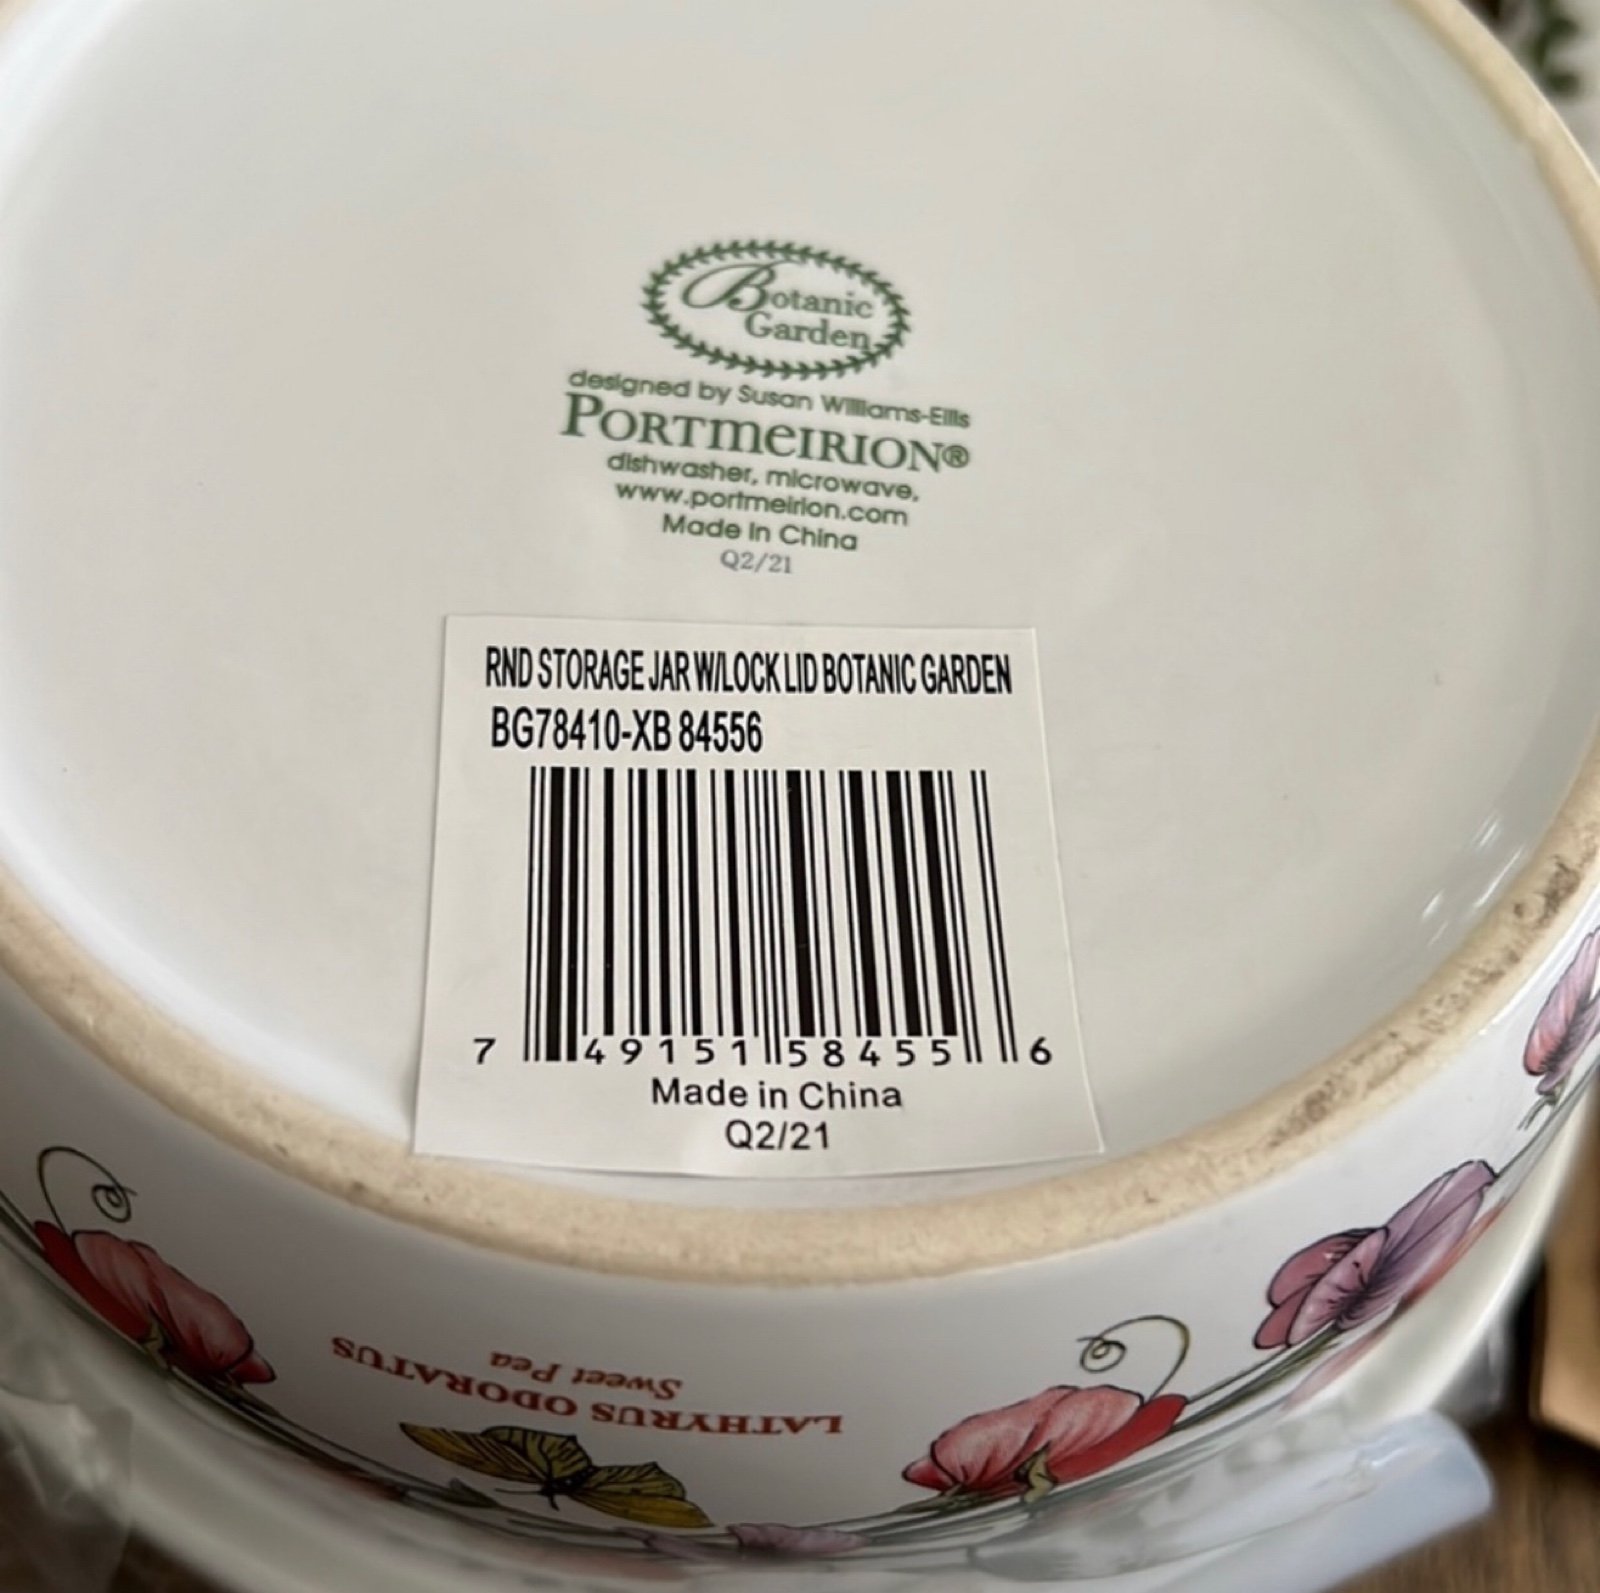 Botanic
Garden
designed by Susan Williams-Ellis
PORTMEIRION®
dishwasher, microwave,
www.portmeirion.com
Made in China
Q2/21
RND STORAGE JAR W/LOCK LID BOTANIC GARDEN
BG78410-XB 84556
7 49151 58455 6
Made in China
Q2/21
LATHYRUS ODORATUS
Sweet Pea